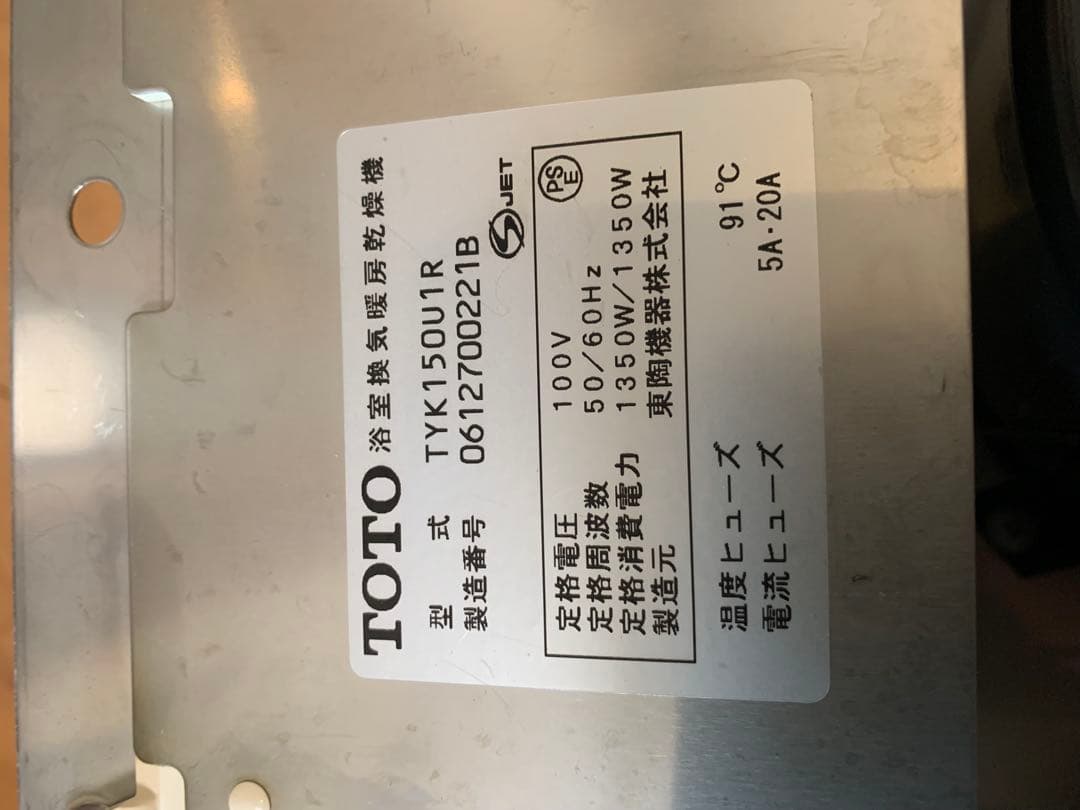 TOTO 浴室換気暖房乾燥機
型 式 TYK150U1R
製造番号 0612700221B
S JET
定格電圧 100V PSE
定格周波数 50/60Hz
定格消費電力 1350W/1350W
製造元 東陶機器株式会社
温度ヒューズ 91℃
電流ヒューズ 5A・20A